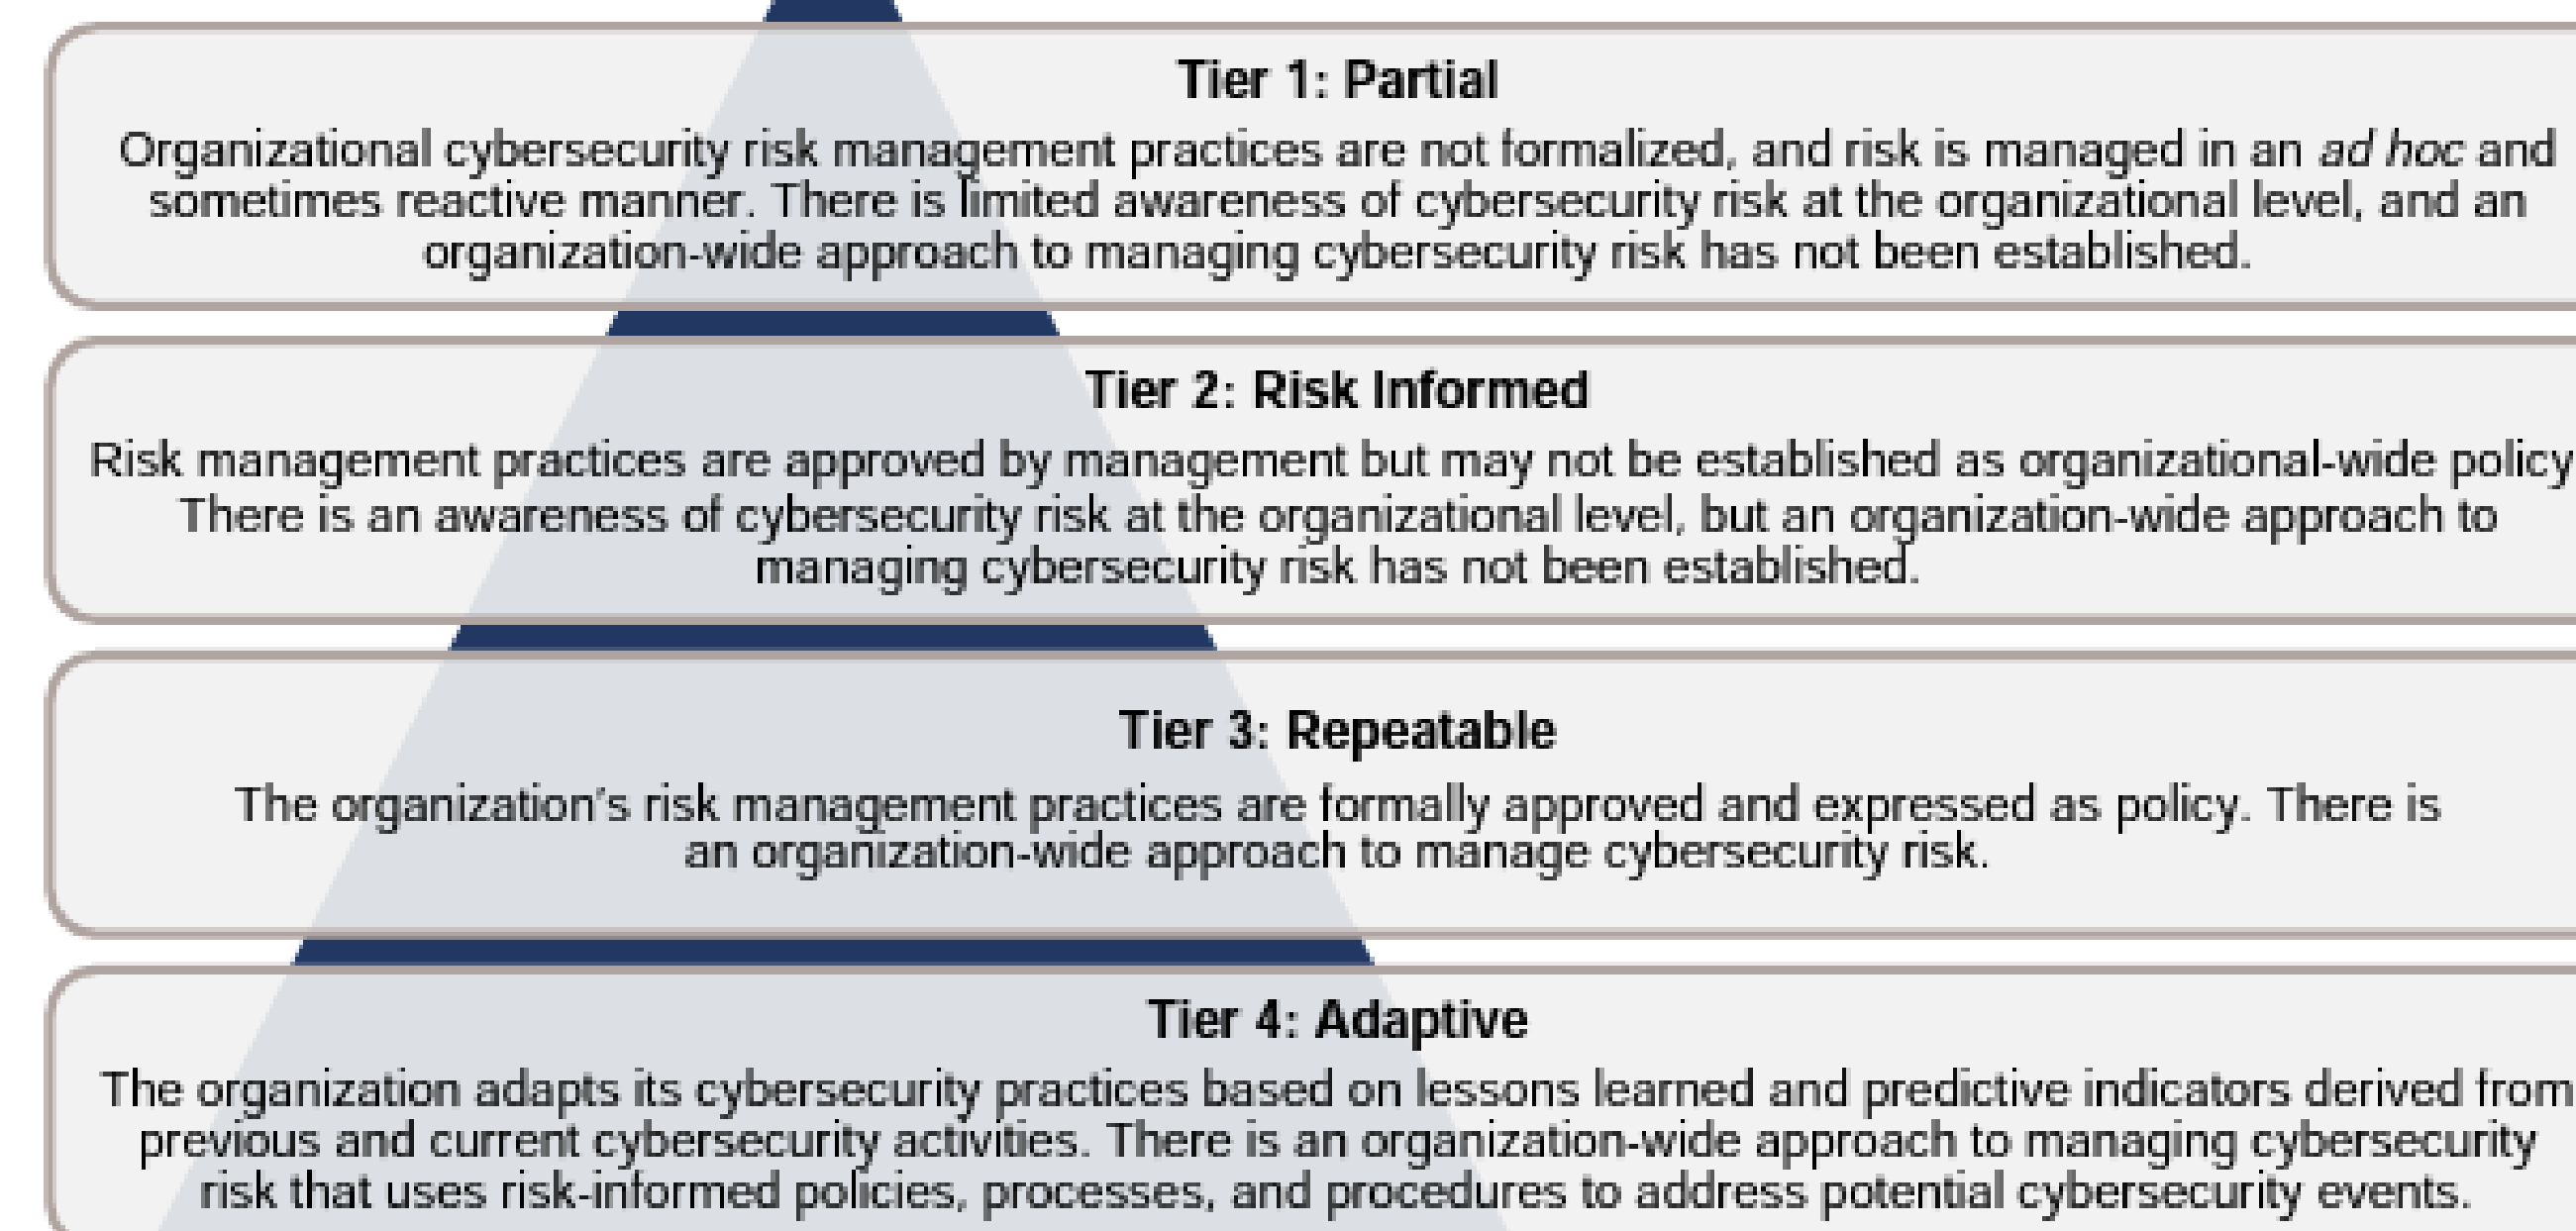 Tier 1: Partial
Organizational cybersecurity risk management practices are not formalized, and risk is managed in an ad hoc and
sometimes reactive manner. There is limited awareness of cybersecurity risk at the organizational level, and an
organization-wide approach to managing cybersecurity risk has not been established.
Tier 2: Risk Informed
Risk management practices are approved by management but may not be established as organizational-wide policy
There is an awareness of cybersecurity risk at the organizational level, but an organization-wide approach to
managing cybersecurity risk has not been established.
Tier 3: Repeatable
The organization's risk management practices are formally approved and expressed as policy. There is
an organization-wide approach to manage cybersecurity risk.
Tier 4: Adaptive
The organization adapts its cybersecurity practices based on lessons learned and predictive indicators derived from
previous and current cybersecurity activities. There is an organization-wide approach to managing cybersecurity
risk that uses risk-informed policies, processes, and procedures to address potential cybersecurity events.